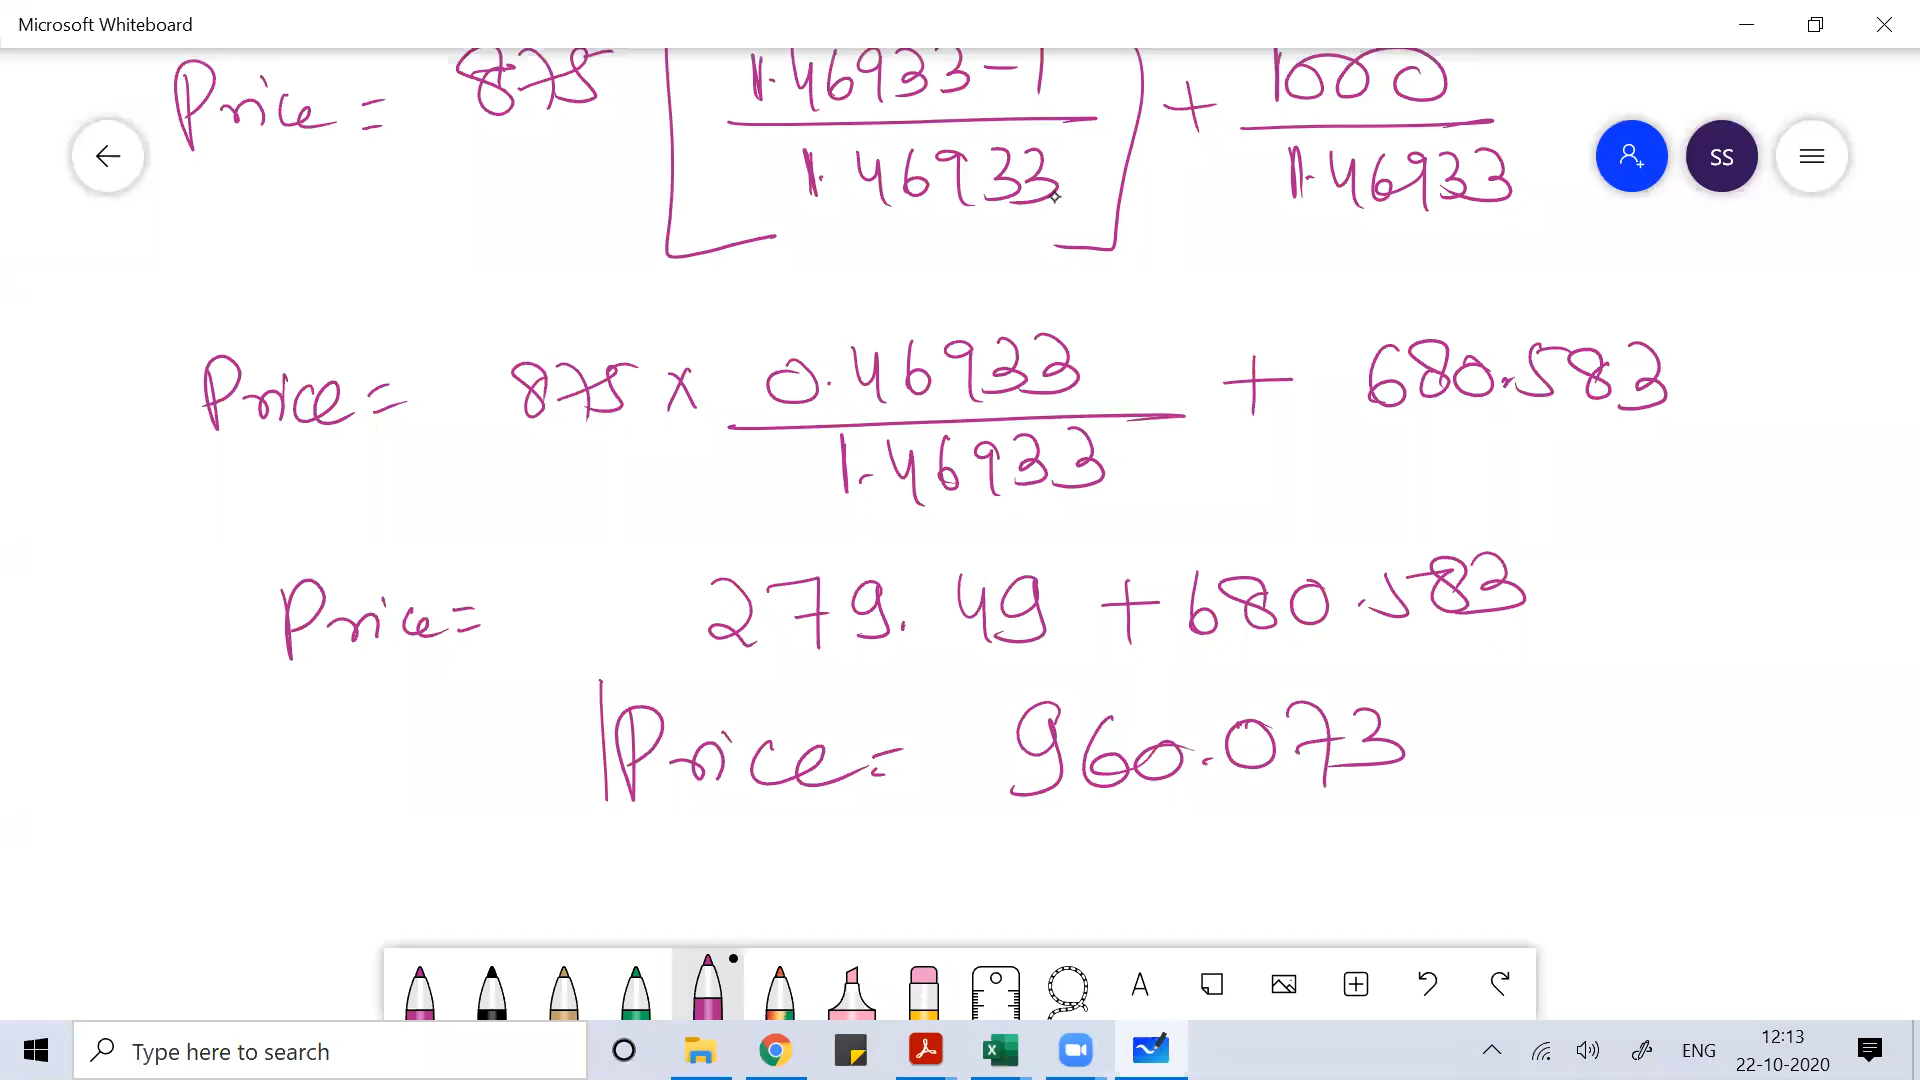 Microsoft Whiteboard
Price = 875 [ 1.46933 - 1 / 1.46933 ] + 1000 / 1.46933
SS
Price = 875 x 0.46933 / 1.46933 + 680.583
Price = 279.49 + 680.583
Price = 960.073
A
Type here to search
ENG
12:13
22-10-2020